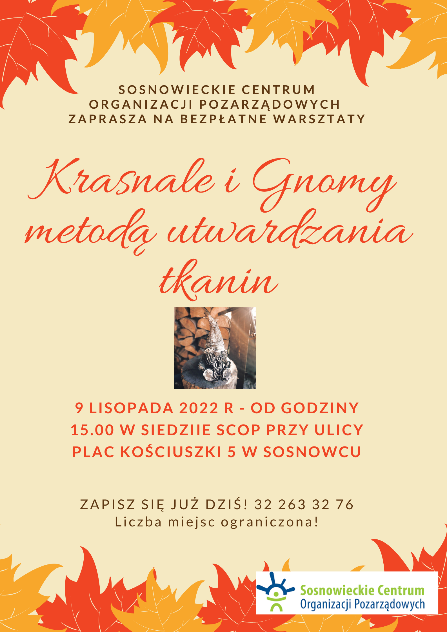 SOSNOWIECKIE CENTRUM
ORGANIZACJI POZARZĄDOWYCH
ZAPRASZA NA BEZPŁATNE WARSZTATY
Krasnale i Gnomy
metodą utwardzania
tkanin
9 LISOPADA 2022 R - OD GODZINY
15.00 W SIEDZIIE SCOP PRZY ULICY
PLAC KOŚCIUSZKI 5 W SOSNOWCU
ZAPISZ SIĘ JUŻ DZIŚ! 32 263 32 76
Liczba miejsc ograniczona!
Sosnowieckie Centrum
Organizacji Pozarządowych